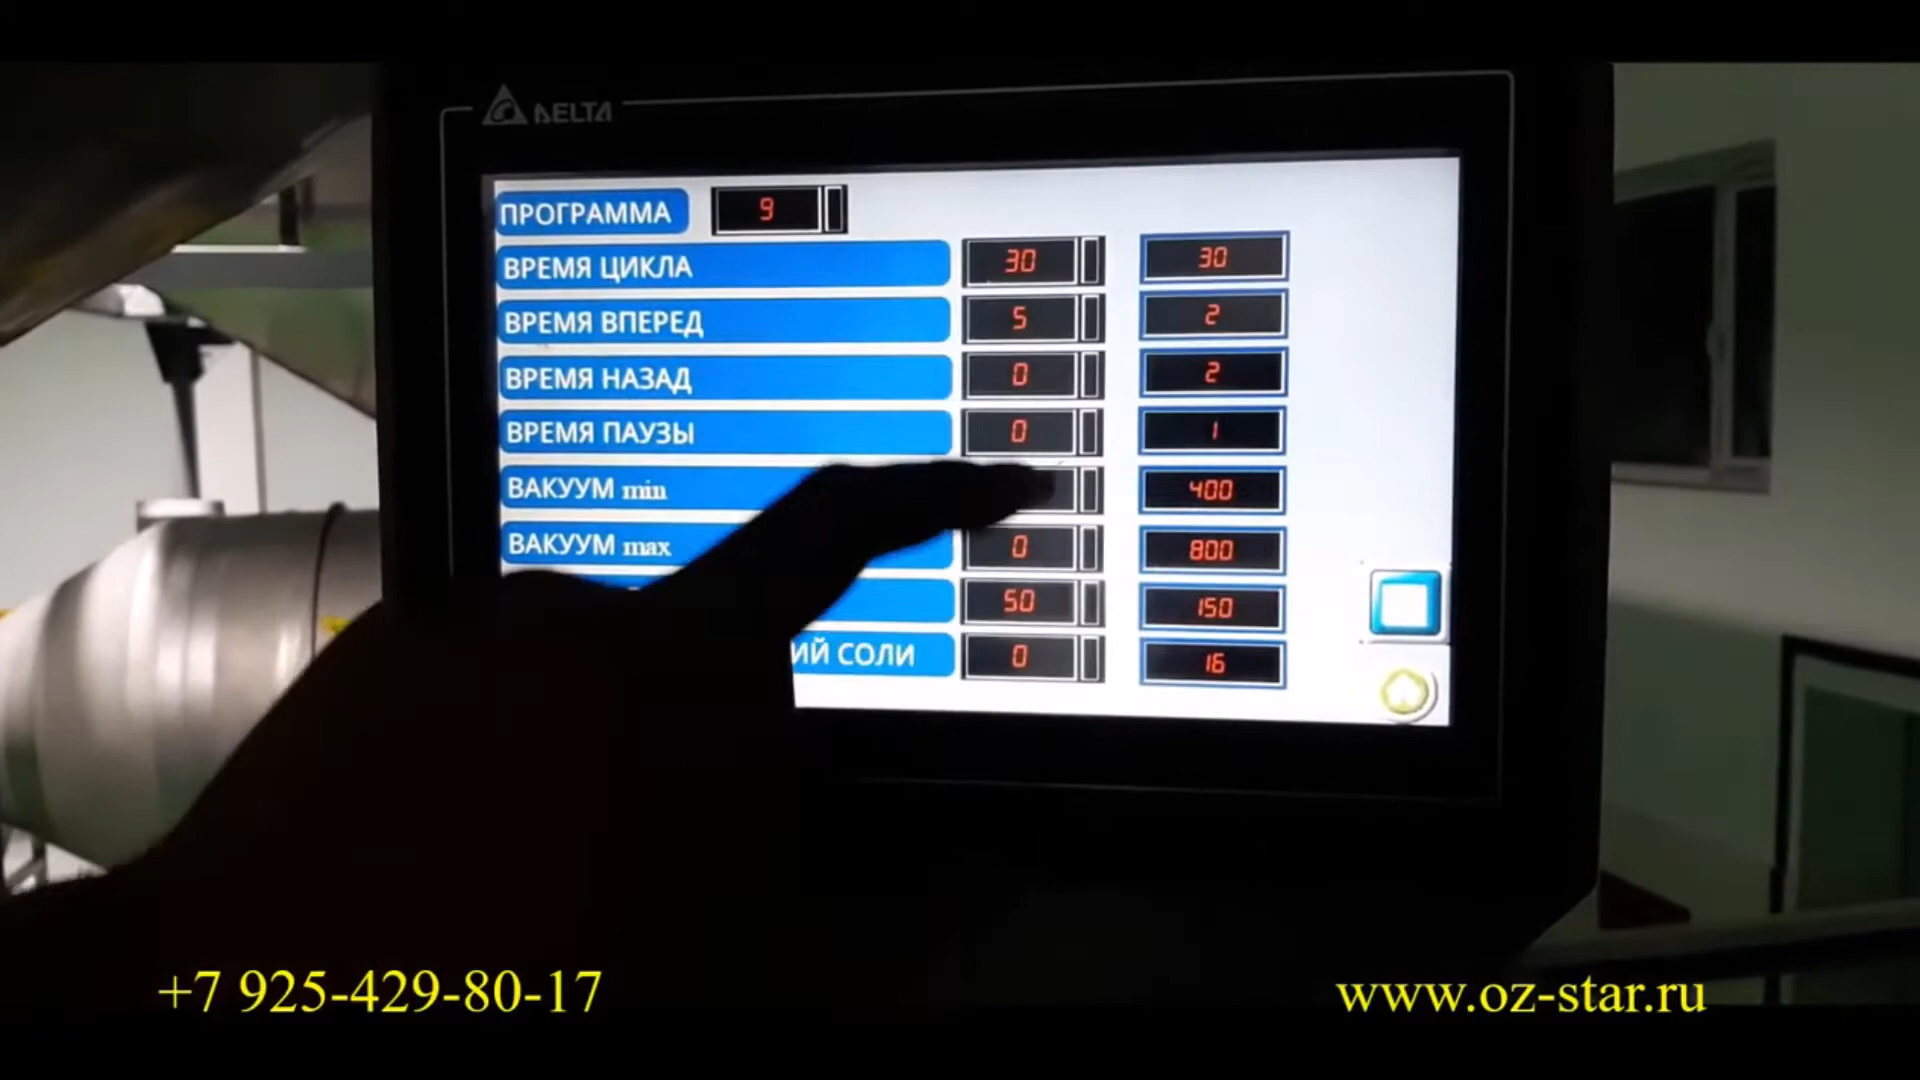 DELTA
ПРОГРАММА 9
ВРЕМЯ ЦИКЛА 30 30
ВРЕМЯ ВПЕРЕД 5 2
ВРЕМЯ НАЗАД 0 2
ВРЕМЯ ПАУЗЫ 0 1
ВАКУУМ min 400
ВАКУУМ max 0 800
50 150
ИЙ СОЛИ 0 16
+7 925-429-80-17
www.oz-star.ru